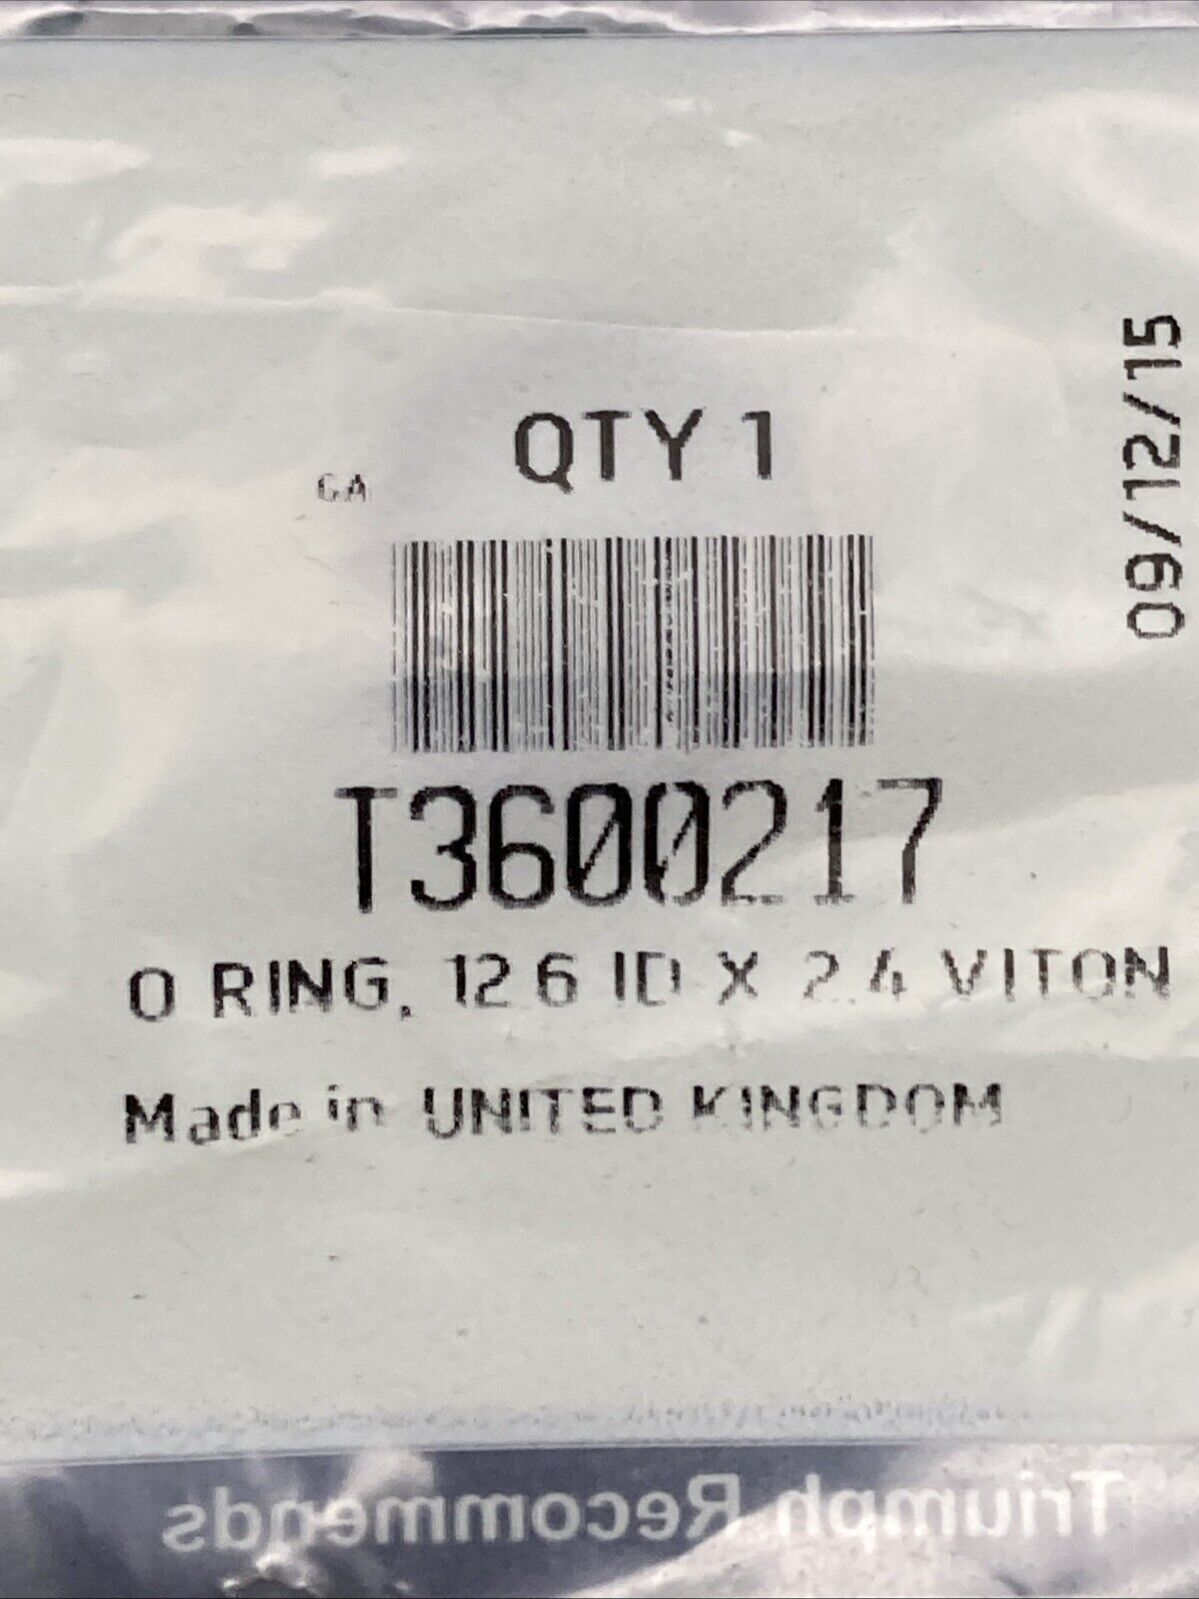 QTY 1
GA
09/12/15
T3600217
O RING, 12 6 ID X 2.4 VITON
Made in UNITED KINGDOM
Triumph Recommends